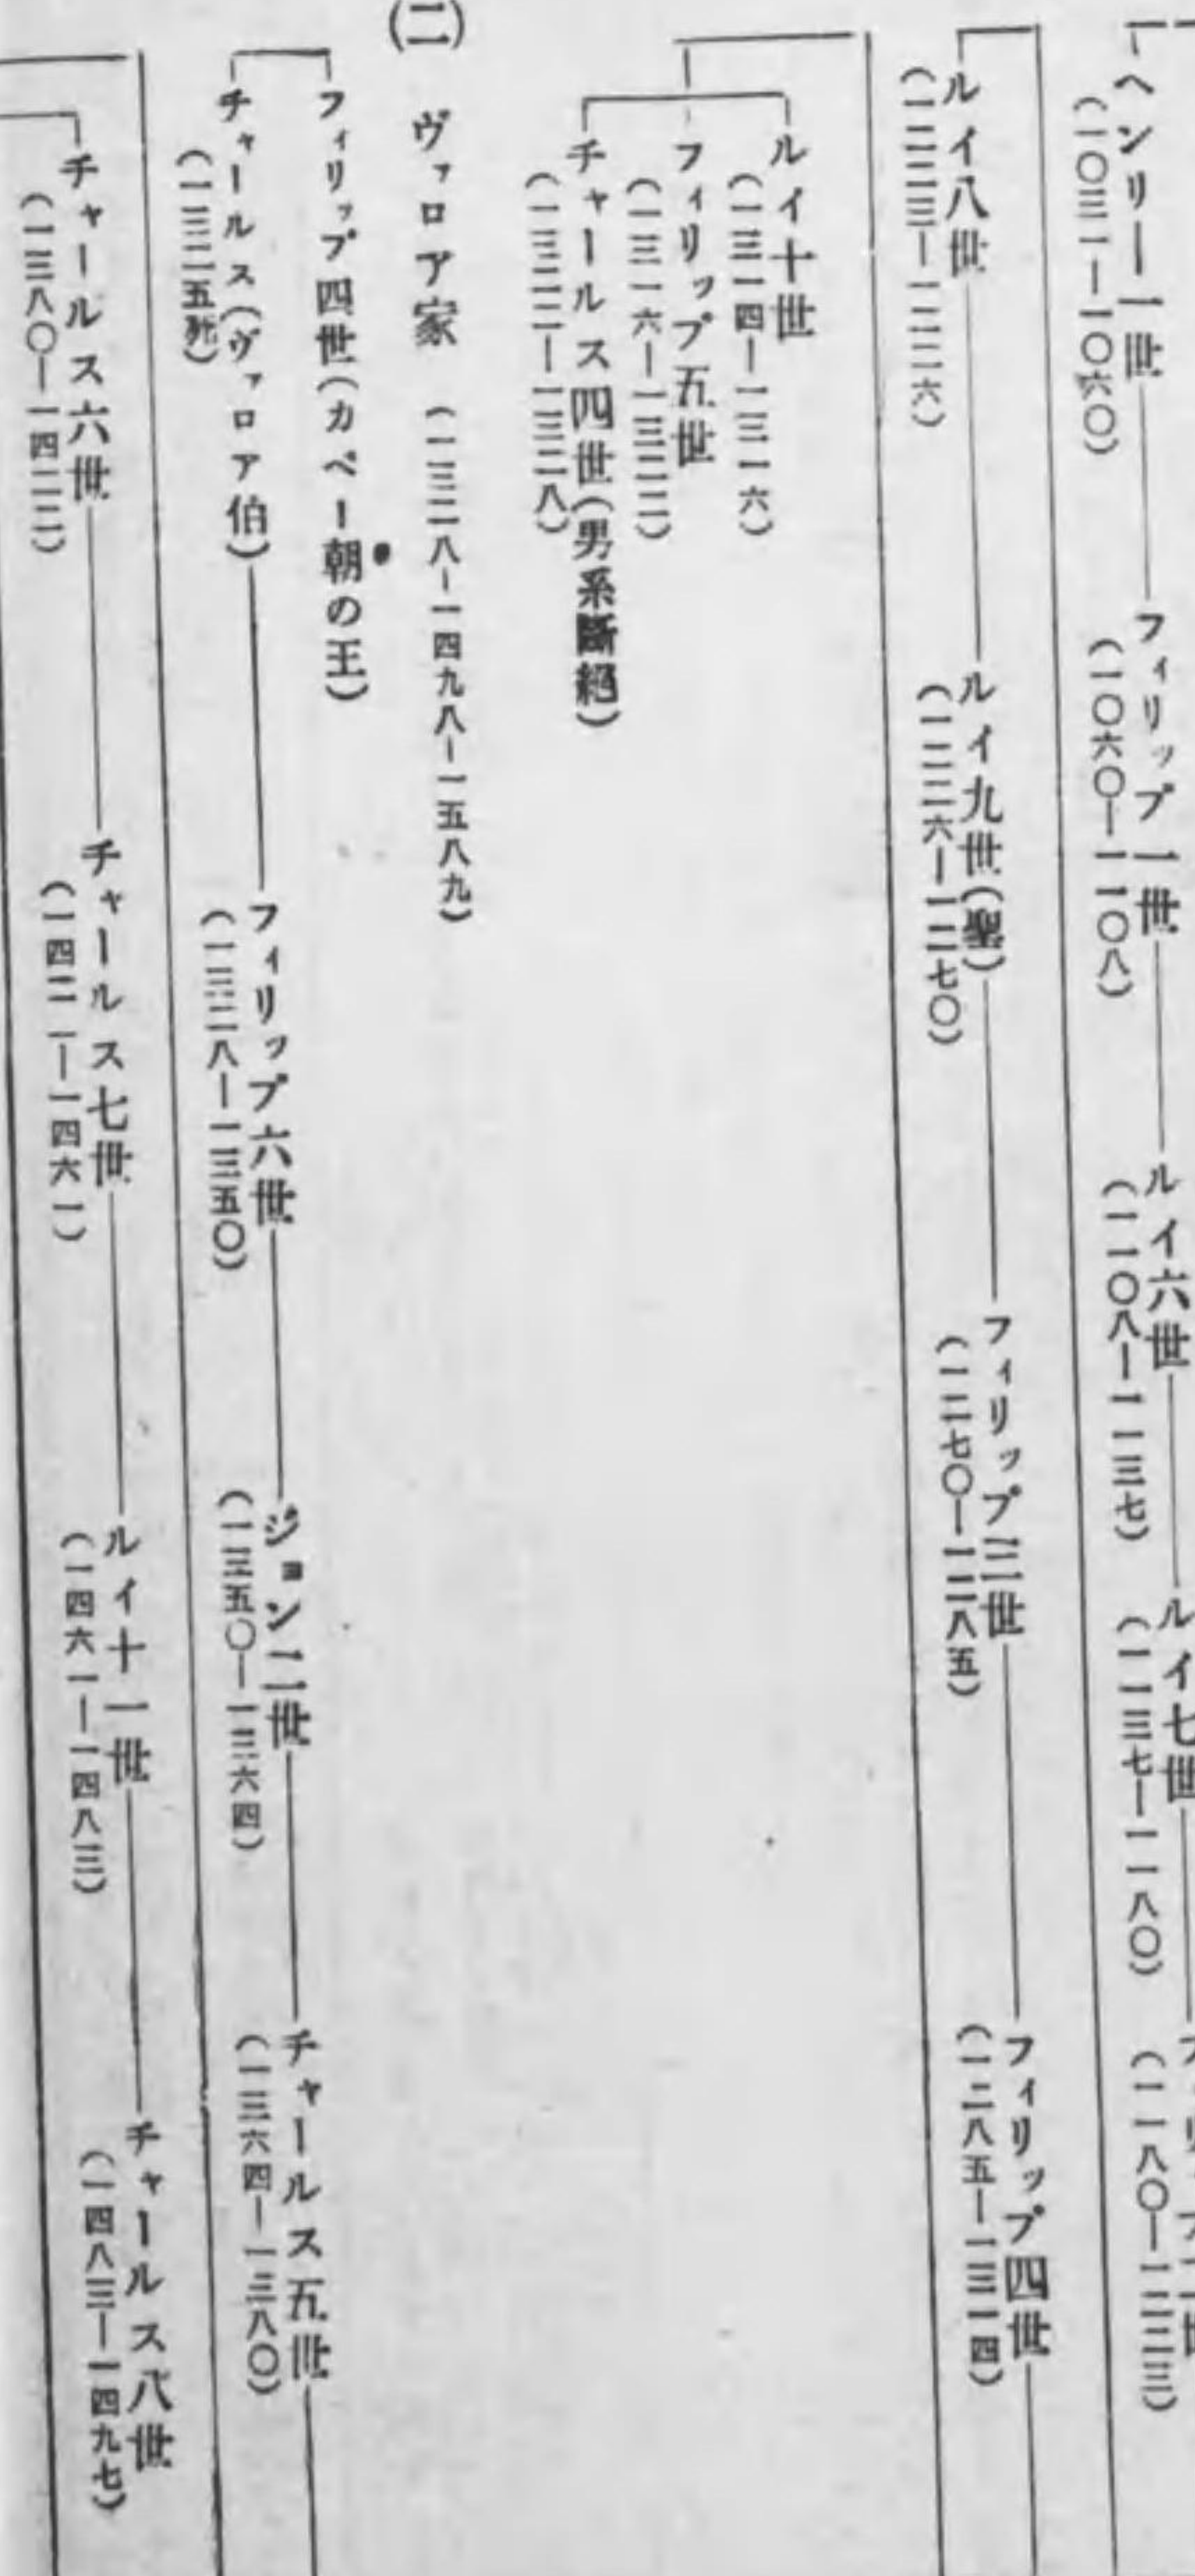 ヘンリー一世
(一〇三一—一〇六〇)
フィリップ一世
(一〇六〇—一一〇八)
ルイ六世
(一一〇八—一一三七)
ルイ七世
(一一三七—一一八〇)
(一一八〇—一二二三)
ルイ八世
(一二二三—一二二六)
ルイ九世(聖)
(一二二六—一二七〇)
フィリップ三世
(一二七〇—一二八五)
フィリップ四世
(一二八五—一三一四)
ルイ十世
(一三一四—一三一六)
フィリップ五世
(一三一六—一三二二)
チャールス四世(男系斷絕)
(一三二二—一三二八)
(二) ヴァロア家 (一三二八—一四九八—一五八九)
フィリップ四世(カペー朝の王)
チャールス(ヴァロア伯)
(一三二五死)
フィリップ六世
(一三二八—一三五〇)
ジョン二世
(一三五〇—一三六四)
チャールス五世
(一三六四—一三八〇)
チャールス六世
(一三八〇—一四二二)
チャールス七世
(一四二一—一四六一)
ルイ十一世
(一四六一—一四八三)
チャールス八世
(一四八三—一四九七)